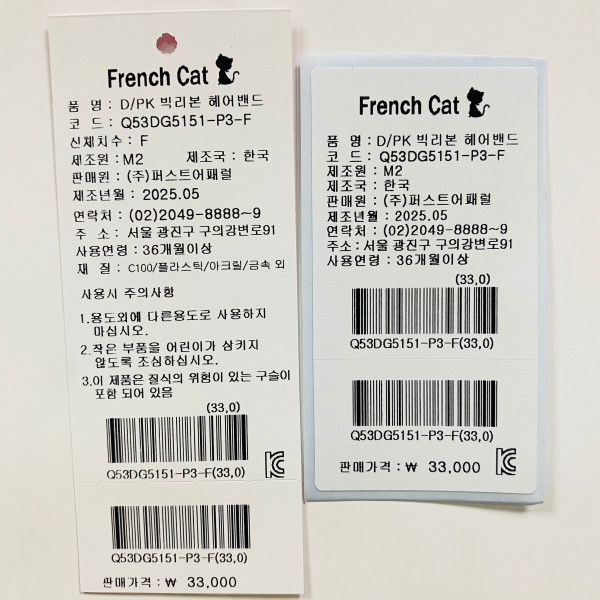 French Cat
품 명 : D/PK 빅리본 헤어밴드
코 드 : Q53DG5151-P3-F
신체치수 : F
제조원 : M2 제조국 : 한국
판매원 : (주)퍼스트어패럴
제조년월 : 2025.05
연락처 : (02)2049-8888~9
주 소 : 서울 광진구 구의강변로91
사용연령 : 36개월이상
재 질 : C100/플라스틱/아크릴/금속 외
사용시 주의사항
1.용도외에 다른용도로 사용하지
마십시오.
2.작은 부품을 어린이가 삼키지
않도록 조심하십시오.
3.이 제품은 질식의 위험이 있는 구슬이
포함 되어 있음
(33,0)
Q53DG5151-P3-F(33,0)
Q53DG5151-P3-F(33,0)
판매가격 : ₩ 33,000
French Cat
품 명 : D/PK 빅리본 헤어밴드
코 드 : Q53DG5151-P3-F
제조원 : M2
제조국 : 한국
판매원 : (주)퍼스트어패럴
제조년월 : 2025.05
연락처 : (02)2049-8888~9
주소 : 서울 광진구 구의강변로91
사용연령 : 36개월이상
(33,0)
Q53DG5151-P3-F(33,0)
Q53DG5151-P3-F(33,0)
판매가격 : ₩ 33,000